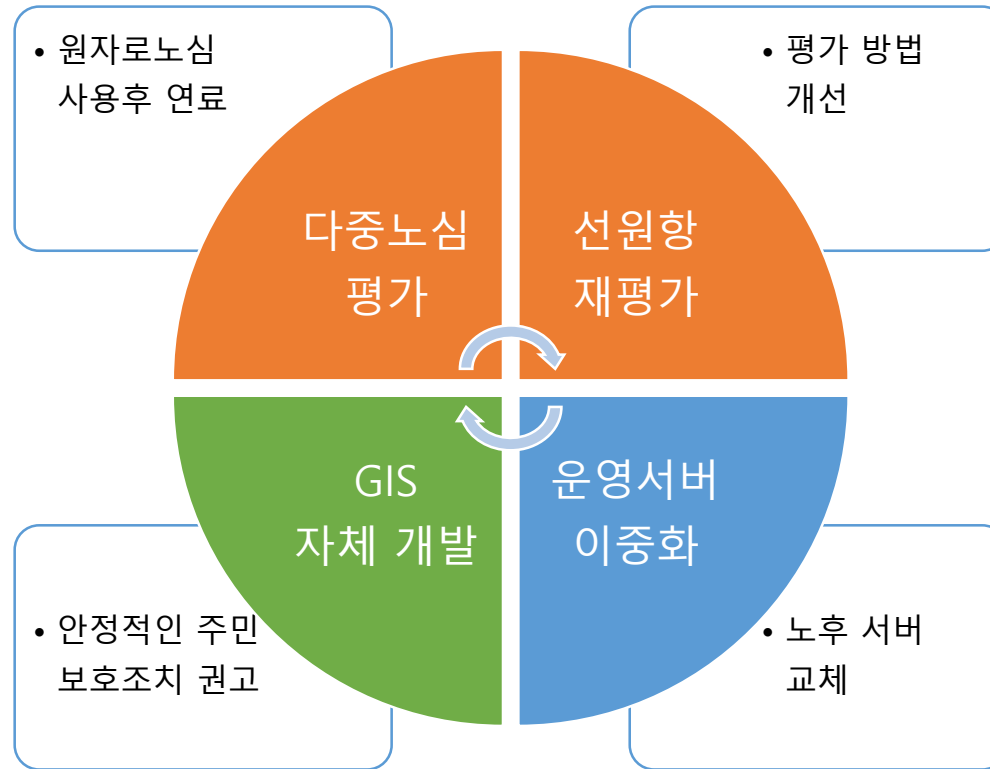 • 원자로노심
사용후 연료
• 평가 방법
개선
다중노심
평가
선원항
재평가
GIS
자체 개발
운영서버
이중화
• 안정적인 주민
보호조치 권고
• 노후 서버
교체